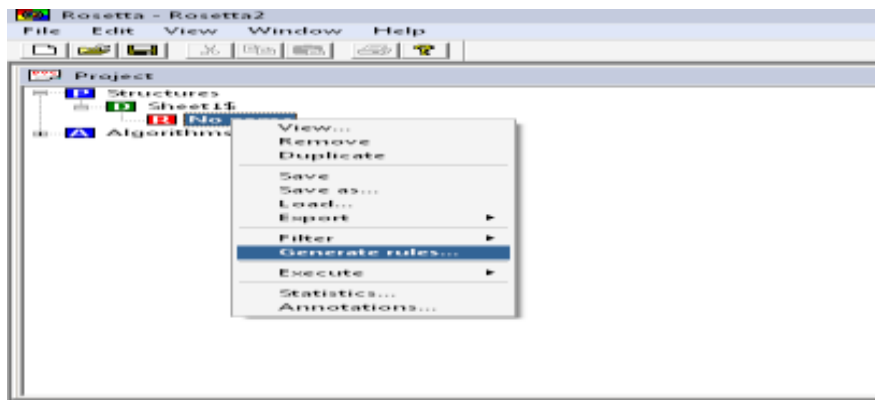 Rosetta - Rosetta2
File Edit View Window Help
Project
P Structures
D Sheet1$
R No
A Algorithms
View...
Remove
Duplicate
Save
Save as...
Load...
Export
Filter
Generate rules...
Execute
Statistics...
Annotations...